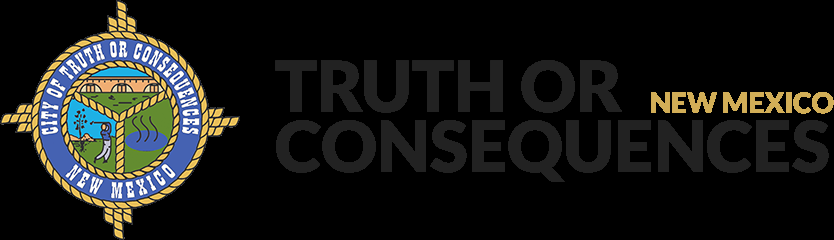 CITY OF TRUTH OR CONSEQUENCES
NEW MEXICO
TRUTH OR
CONSEQUENCES
NEW MEXICO